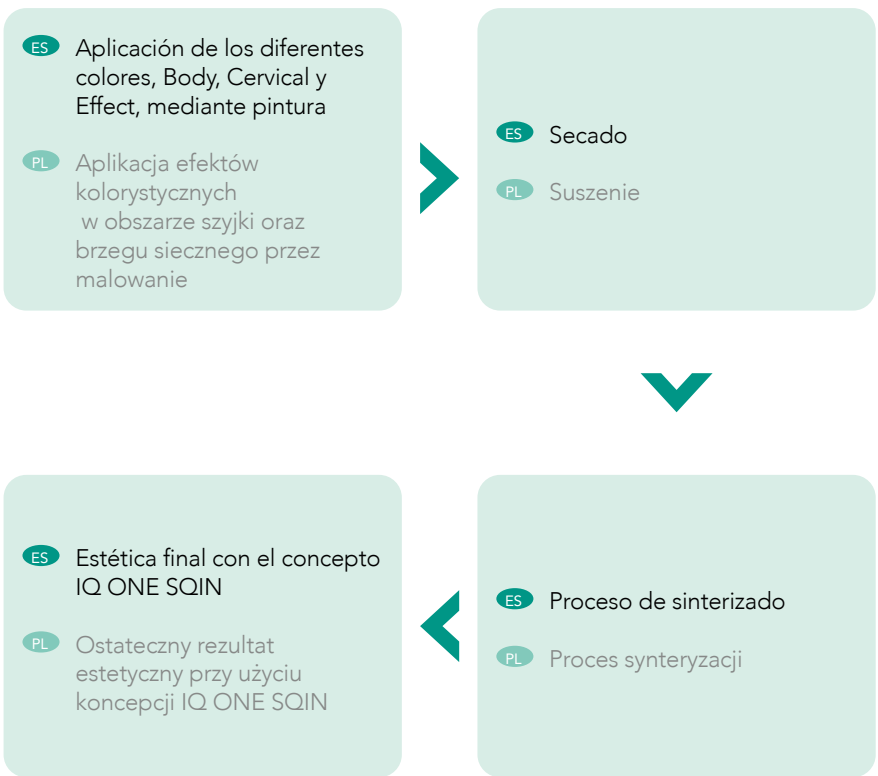 ES Aplicación de los diferentes
colores, Body, Cervical y
Effect, mediante pintura
PL Aplikacja efektów
kolorystycznych
w obszarze szyjki oraz
brzegu siecznego przez
malowanie
ES Secado
PL Suszenie
ES Proceso de sinterizado
PL Proces synteryzacji
ES Estética final con el concepto
IQ ONE SQIN
PL Ostateczny rezultat
estetyczny przy użyciu
koncepcji IQ ONE SQIN